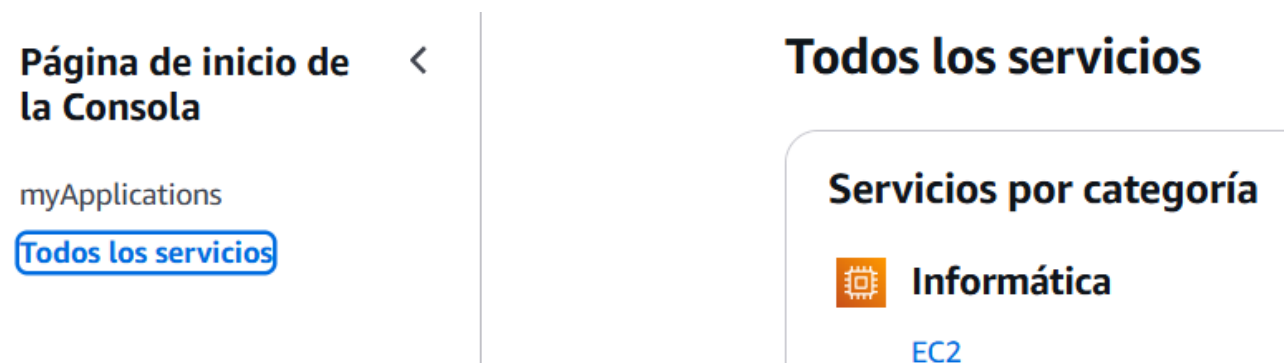 Página de inicio de
la Consola
myApplications
Todos los servicios
Todos los servicios
Servicios por categoría
Informática
EC2